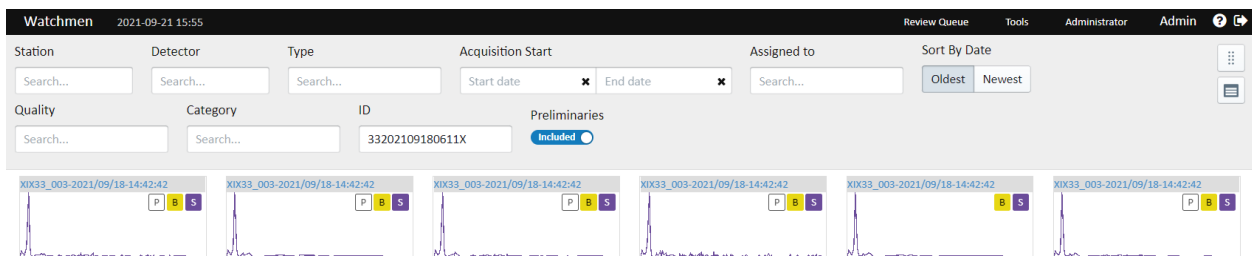 Watchmen 2021-09-21 15:55 Review Queue Tools Administrator Admin ?
Station Detector Type Acquisition Start Assigned to Sort By Date
Search... Search... Search... Start date End date Search... Oldest Newest
Quality Category ID Preliminaries
Search... Search... 33202109180611X Included
XIX33_003-2021/09/18-14:42:42 XIX33_003-2021/09/18-14:42:42 XIX33_003-2021/09/18-14:42:42 XIX33_003-2021/09/18-14:42:42 XIX33_003-2021/09/18-14:42:42 XIX33_003-2021/09/18-14:42:42
P B S P B S P B S P B S B S P B S